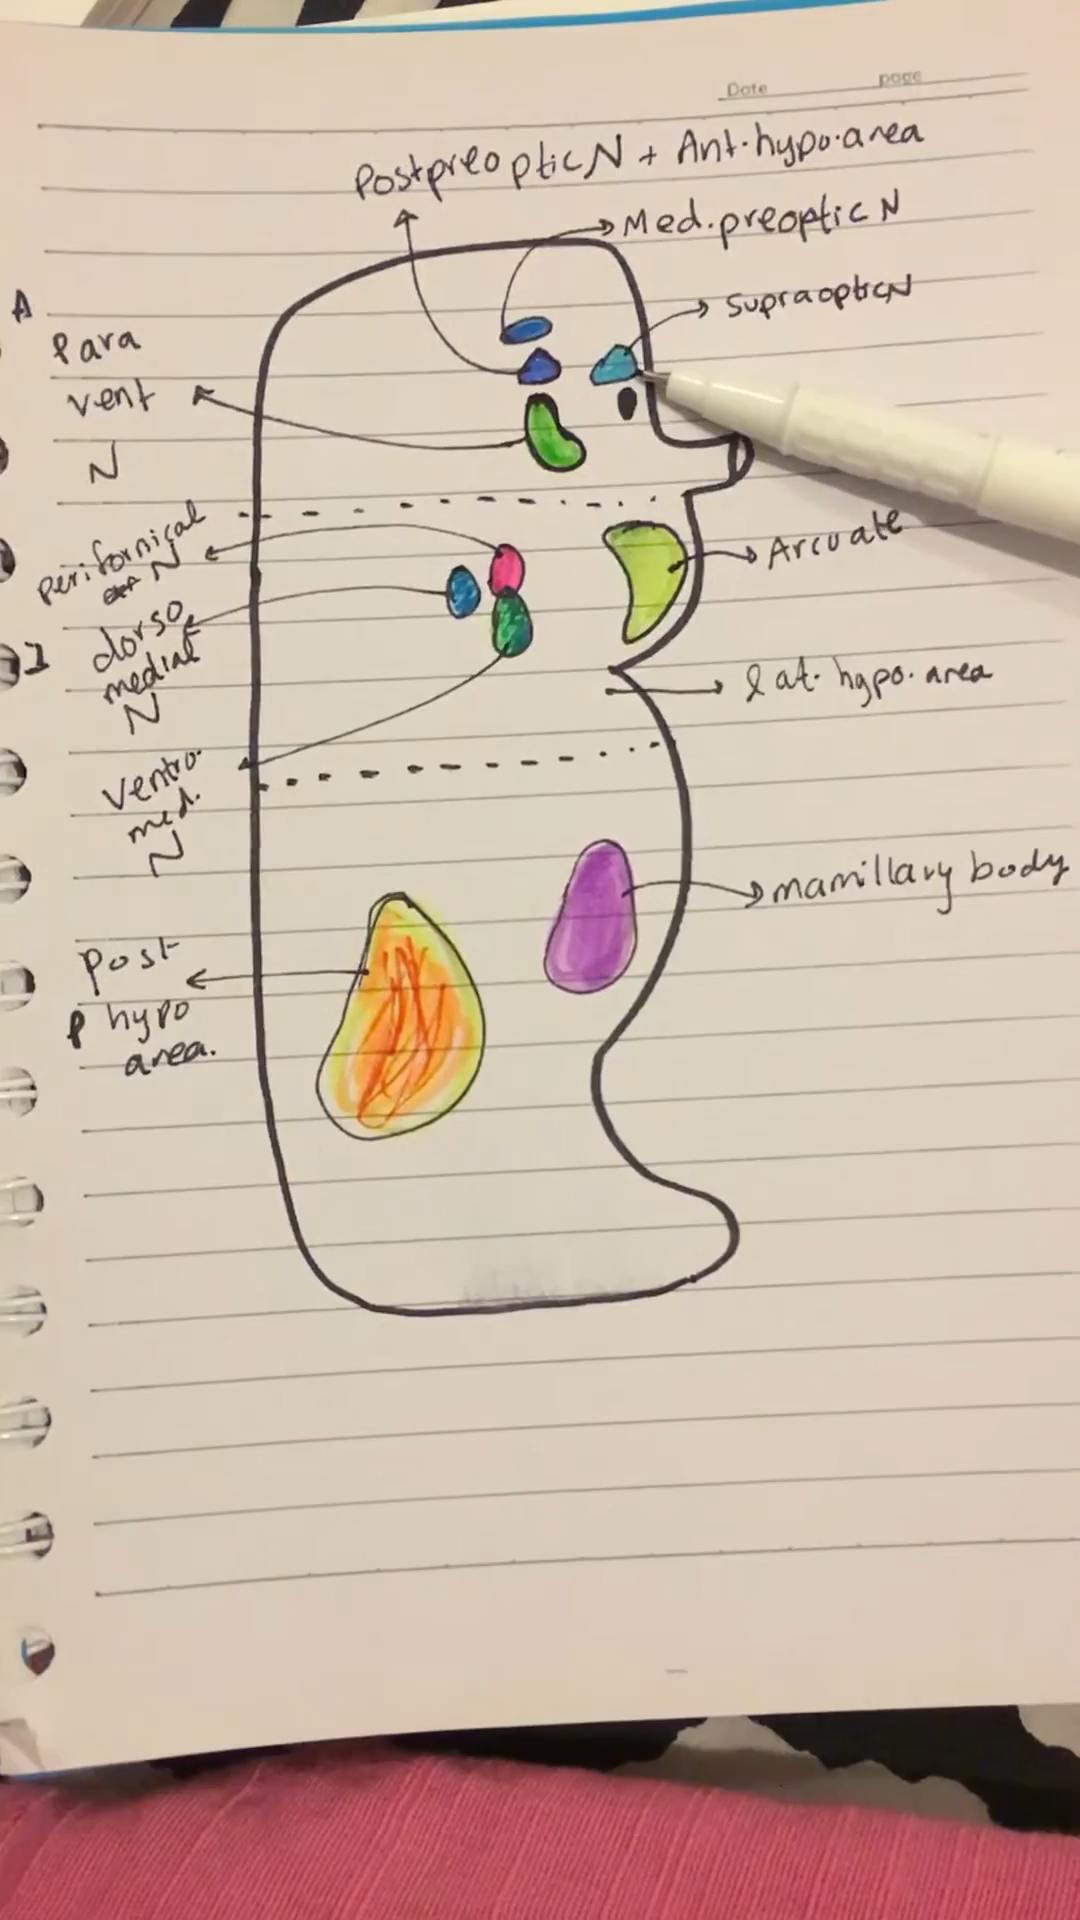 Date page
Postpreoptic N + Ant.hypo.area
Med.preoptic N
SupraopticN
A
Para
vent
N
perifornical
N
Arcuate
I
dorso
medial
N
lat. hypo. area
ventro.
med.
N
mamillary body
Post
P hypo
area.